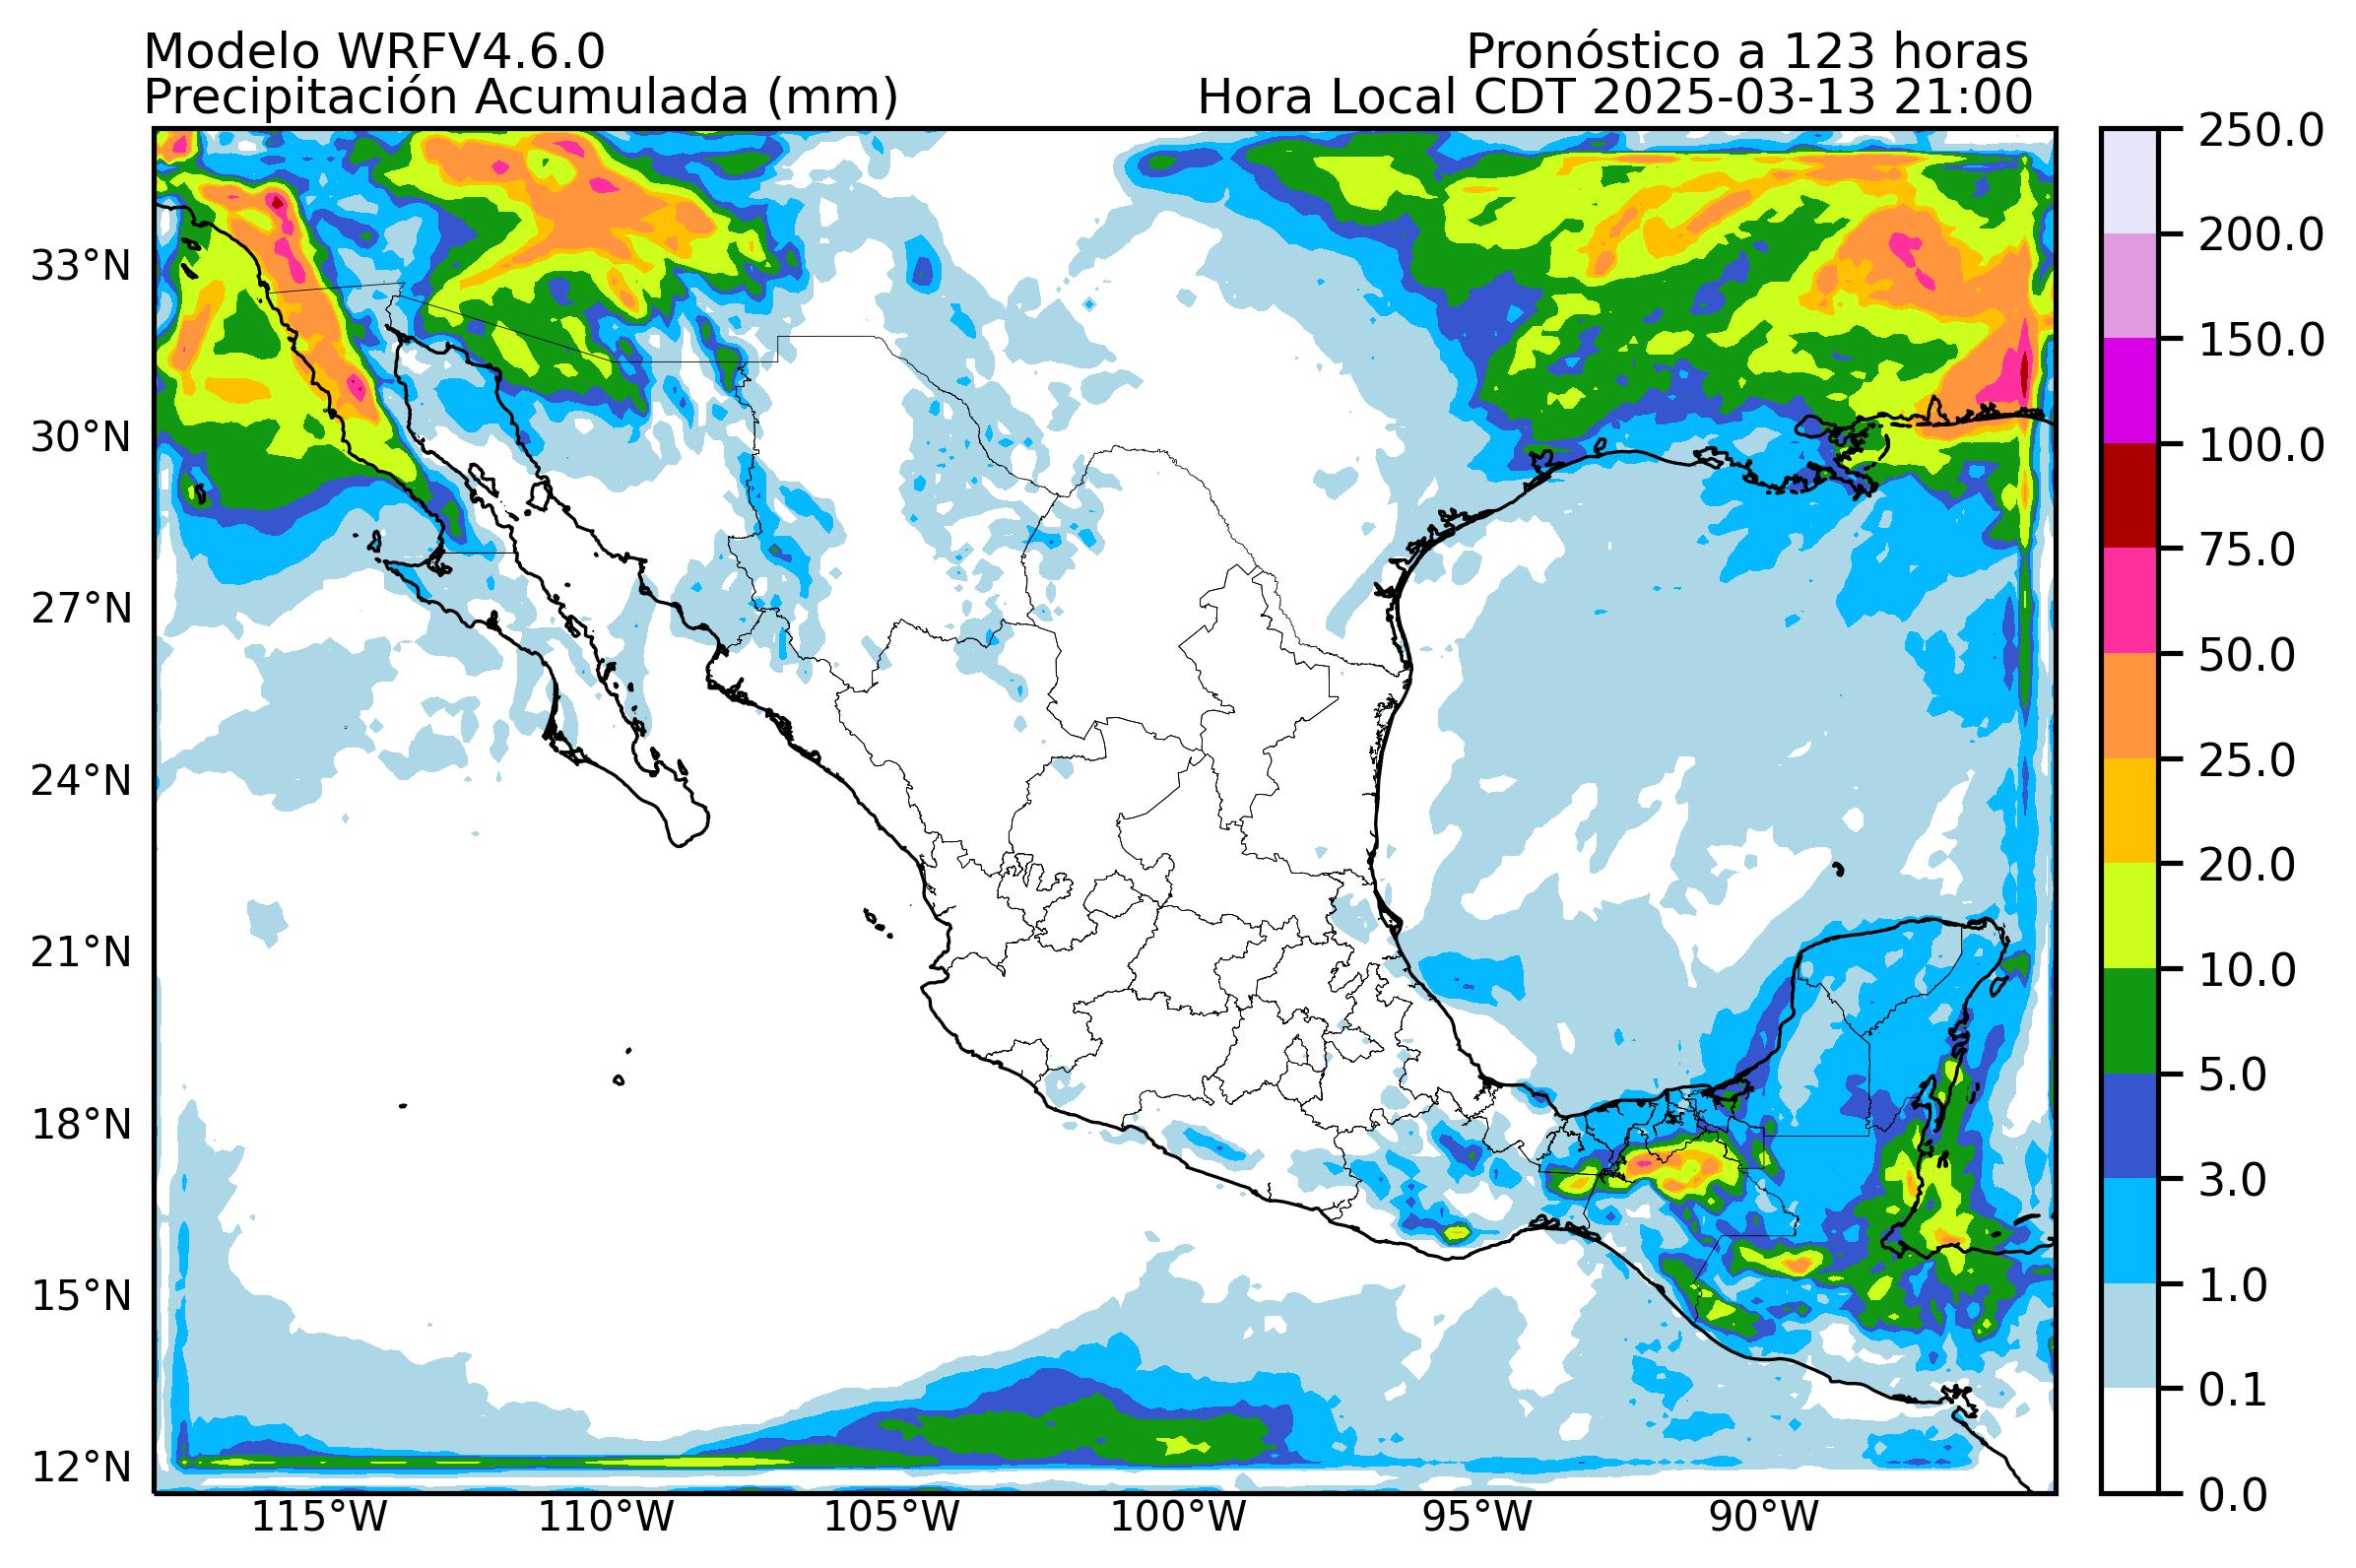 Modelo WRFV4.6.0
Pronóstico a 123 horas
Precipitación Acumulada (mm)
Hora Local CDT 2025-03-13 21:00
250.0
200.0
150.0
100.0
75.0
50.0
25.0
20.0
10.0
5.0
3.0
1.0
0.1
0.0
33°N
30°N
27°N
24°N
21°N
18°N
15°N
12°N
115°W
110°W
105°W
100°W
95°W
90°W